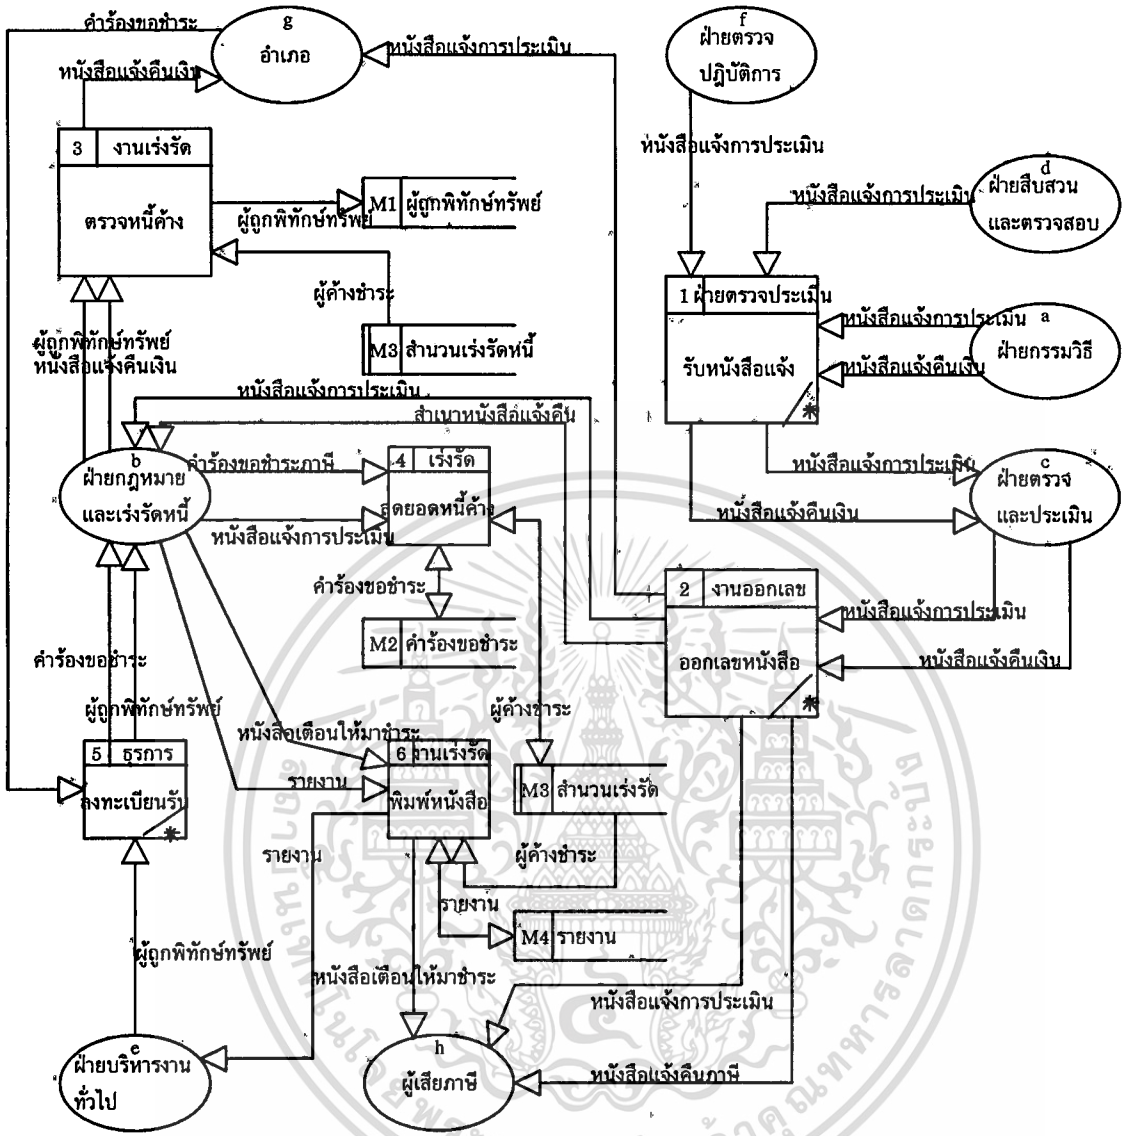 คำร้องขอชำระ
g
อำเภอ
หนังสือแจ้งการประเมิน
f
ฝ่ายตรวจ
ปฎิบัติการ
หนังสือแจ้งคืนเงิน
3 งานเร่งรัด
ตรวจหนี้ค้าง
หนังสือแจ้งการประเมิน
d
ฝ่ายสืบสวน
และตรวจสอบ
หนังสือแจ้งการประเมิน
M1 ผู้ถูกพิทักษ์ทรัพย์
ผู้ถูกพิทักษ์ทรัพย์
ผู้ค้างชำระ
1 ฝ่ายตรวจประเมิน
รับหนังสือแจ้ง
*
หนังสือแจ้งการประเมิน
a
ฝ่ายกรรมวิธี
หนังสือแจ้งคืนเงิน
M3 สำนวนเร่งรัดหนี้
ผู้ถูกพิทักษ์ทรัพย์
หนังสือแจ้งคืนเงิน
หนังสือแจ้งการประเมิน
สำเนาหนังสือแจ้งคืน
b
ฝ่ายกฎหมาย
และเร่งรัดหนี้
คำร้องขอชำระภาษี
4 เร่งรัด
ลดยอดหนี้ค้าง
หนังสือแจ้งการประเมิน
หนังสือแจ้งการประเมิน
c
ฝ่ายตรวจ
และประเมิน
หนังสือแจ้งคืนเงิน
คำร้องขอชำระ
M2 คำร้องขอชำระ
2 งานออกเลข
ออกเลขหนังสือ
*
หนังสือแจ้งการประเมิน
หนังสือแจ้งคืนเงิน
คำร้องขอชำระ
ผู้ถูกพิทักษ์ทรัพย์
ผู้ค้างชำระ
หนังสือเตือนให้มาชำระ
5 ธุรการ
ลงทะเบียนรับ
*
รายงาน
6 งานเร่งรัด
พิมพ์หนังสือ
M3 สำนวนเร่งรัด
รายงาน
ผู้ค้างชำระ
รายงาน
M4 รายงาน
ผู้ถูกพิทักษ์ทรัพย์
หนังสือเตือนให้มาชำระ
หนังสือแจ้งการประเมิน
e
ฝ่ายบริหารงาน
ทั่วไป
h
ผู้เสียภาษี
หนังสือแจ้งคืนภาษี